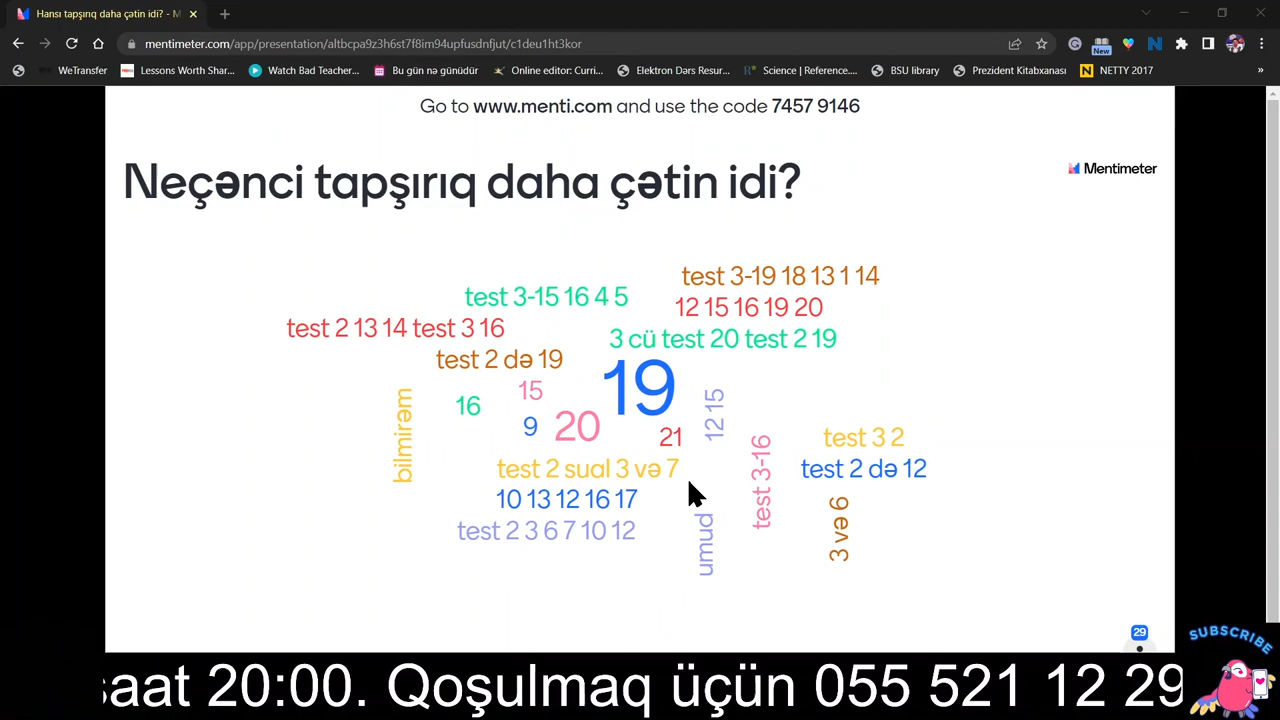 Hansı tapşırıq daha çətin idi? - M
mentimeter.com/app/presentation/altbcpa9z3h6st7f8im94upfusdnfjut/c1deu1ht3kor
New
WeTransfer
Lessons Worth Shar...
Watch Bad Teacher...
Bu gün nə günüdür
Online editor: Curri...
Elektron Dərs Resur...
Science | Reference....
BSU library
Prezident Kitabxanası
NETTY 2017
Go to www.menti.com and use the code 7457 9146
Neçənci tapşırıq daha çətin idi?
Mentimeter
test 3-19 18 13 1 14
test 3-15 16 4 5
12 15 16 19 20
test 2 13 14 test 3 16
3 cü test 20 test 2 19
test 2 də 19
19
15
16
bilmirəm
12 15
9
20
21
test 3 2
test 2 sual 3 və 7
test 2 də 12
test 3-16
10 13 12 16 17
test 2 3 6 7 10 12
umud
3 və 6
29
SUBSCRIBE
saat 20:00. Qoşulmaq üçün 055 521 12 29